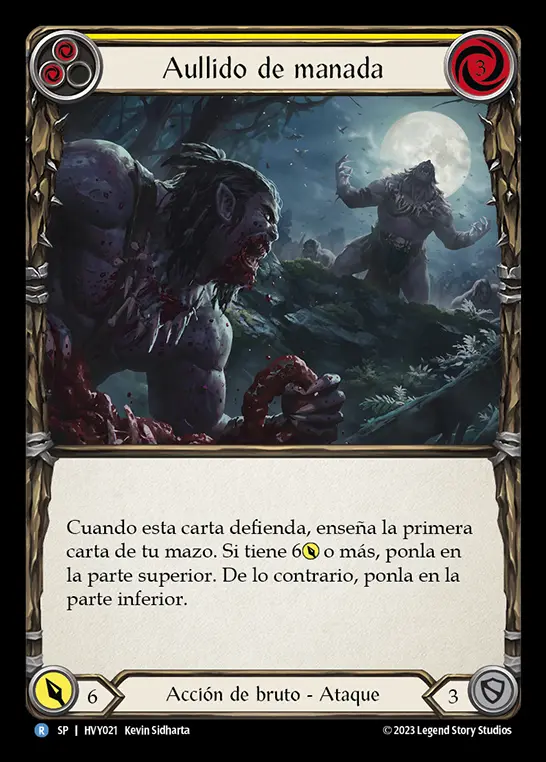 Aullido de manada
3
Cuando esta carta defienda, enseña la primera
carta de tu mazo. Si tiene 6 o más, ponla en
la parte superior. De lo contrario, ponla en la
parte inferior.
6
Acción de bruto - Ataque
3
R SP | HVY021 Kevin Sidharta
© 2023 Legend Story Studios